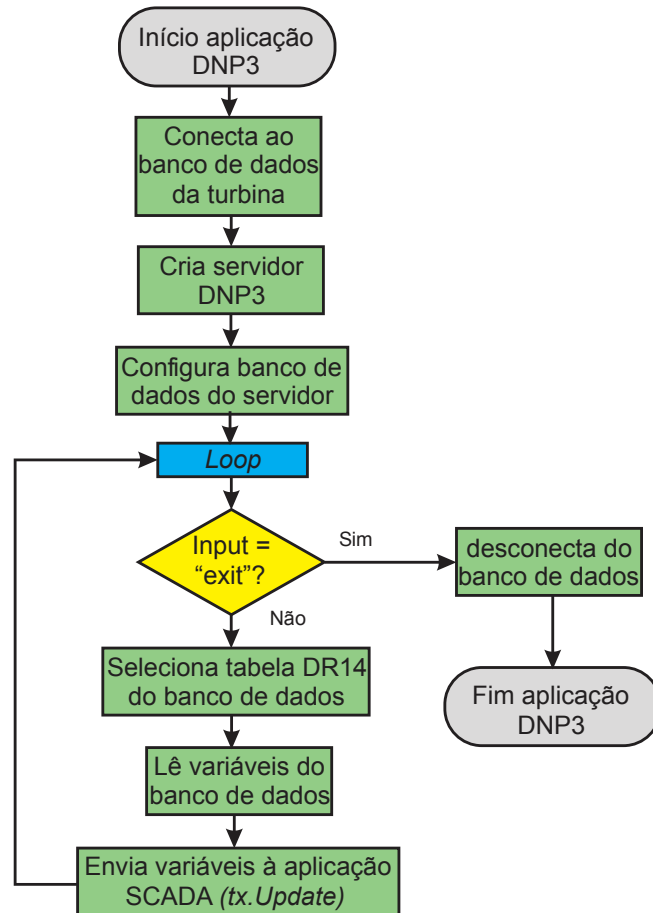 Início aplicação
DNP3
Conecta ao
banco de dados
da turbina
Cria servidor
DNP3
Configura banco de
dados do servidor
Loop
Input =
“exit”?
Sim
desconecta do
banco de dados
Não
Seleciona tabela DR14
do banco de dados
Fim aplicação
DNP3
Lê variáveis do
banco de dados
Envia variáveis à aplicação
SCADA (tx.Update)